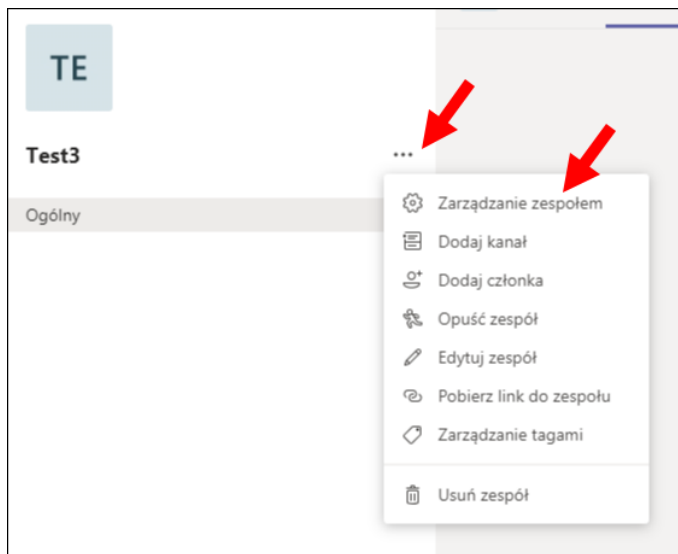 TE
Test3
...
Ogólny
Zarządzanie zespołem
Dodaj kanał
Dodaj członka
Opuść zespół
Edytuj zespół
Pobierz link do zespołu
Zarządzanie tagami
Usuń zespół